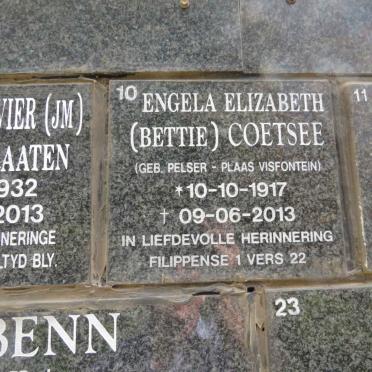 VIER (JM)
AATEN
1932
2013
NERINGE
LTYD BLY.
10 ENGELA ELIZABETH
(BETTIE) COETSEE
(GEB. PELSER - PLAAS VISFONTEIN)
*10-10-1917
† 09-06-2013
IN LIEFDEVOLLE HERINNERING
FILIPPENSE 1 VERS 22
11
BENN
23